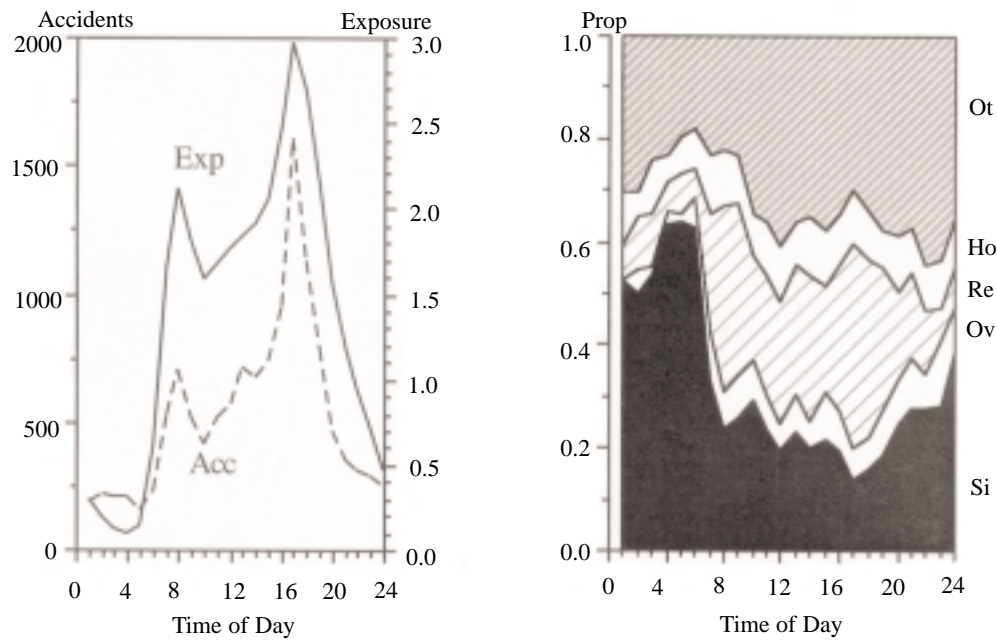 Accidents
Exposure
2000
1500
1000
500
0
3.0
2.5
2.0
1.5
1.0
0.5
0.0
Exp
Acc
0 4 8 12 16 20 24
Time of Day
Prop
1.0
0.8
0.6
0.4
0.2
0.0
Ot
Ho
Re
Ov
Si
0 4 8 12 16 20 24
Time of Day